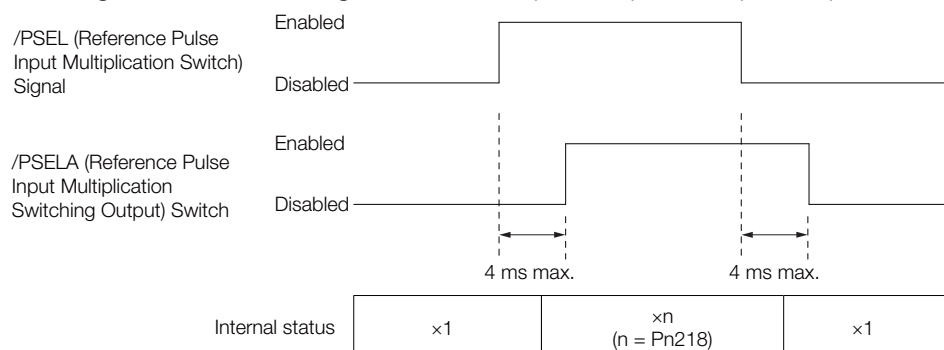 /PSEL (Reference Pulse
Input Multiplication Switch)
Signal
Enabled
Disabled
/PSELA (Reference Pulse
Input Multiplication
Switching Output) Switch
Enabled
Disabled
4 ms max.
4 ms max.
Internal status
×1
×n
(n = Pn218)
×1